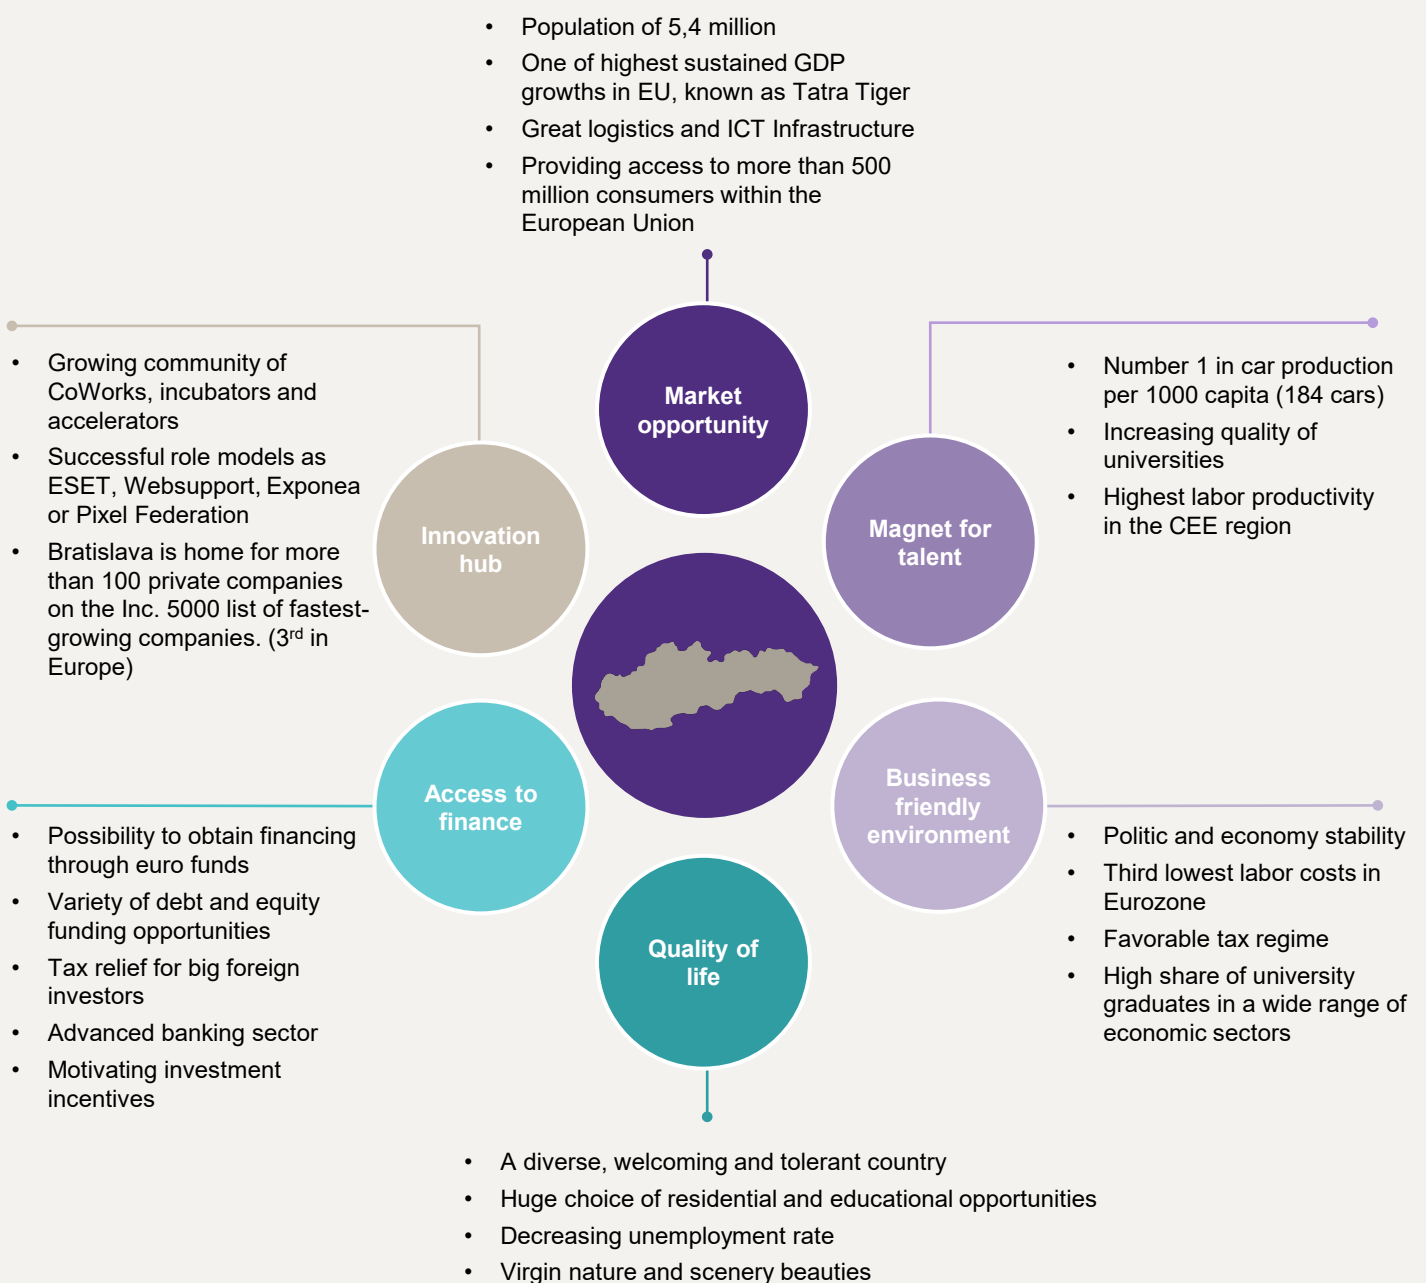 • Population of 5,4 million
• One of highest sustained GDP
growths in EU, known as Tatra Tiger
• Great logistics and ICT Infrastructure
• Providing access to more than 500
million consumers within the
European Union
Market
opportunity
• Growing community of
CoWorks, incubators and
accelerators
• Successful role models as
ESET, Websupport, Exponea
or Pixel Federation
• Bratislava is home for more
than 100 private companies
on the Inc. 5000 list of fastest-
growing companies. (3rd in
Europe)
Innovation
hub
Magnet for
talent
• Number 1 in car production
per 1000 capita (184 cars)
• Increasing quality of
universities
• Highest labor productivity
in the CEE region
Access to
finance
• Possibility to obtain financing
through euro funds
• Variety of debt and equity
funding opportunities
• Tax relief for big foreign
investors
• Advanced banking sector
• Motivating investment
incentives
Business
friendly
environment
• Politic and economy stability
• Third lowest labor costs in
Eurozone
• Favorable tax regime
• High share of university
graduates in a wide range of
economic sectors
Quality of
life
• A diverse, welcoming and tolerant country
• Huge choice of residential and educational opportunities
• Decreasing unemployment rate
• Virgin nature and scenery beauties